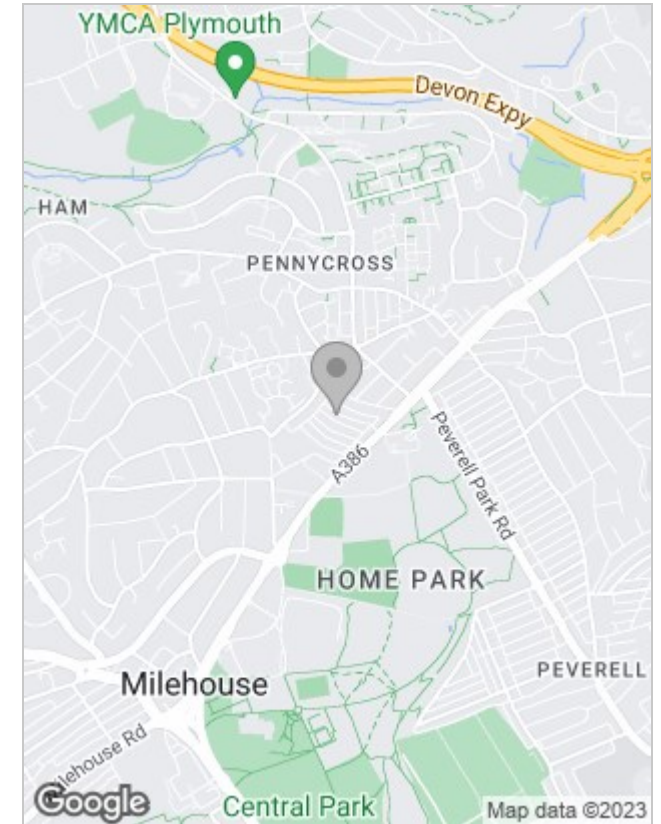 YMCA Plymouth
Devon Expy
HAM
PENNYCROSS
A386
Peverell Park Rd
HOME PARK
PEVERELL
Milehouse
Milehouse Rd
Central Park
Google
Map data ©2023